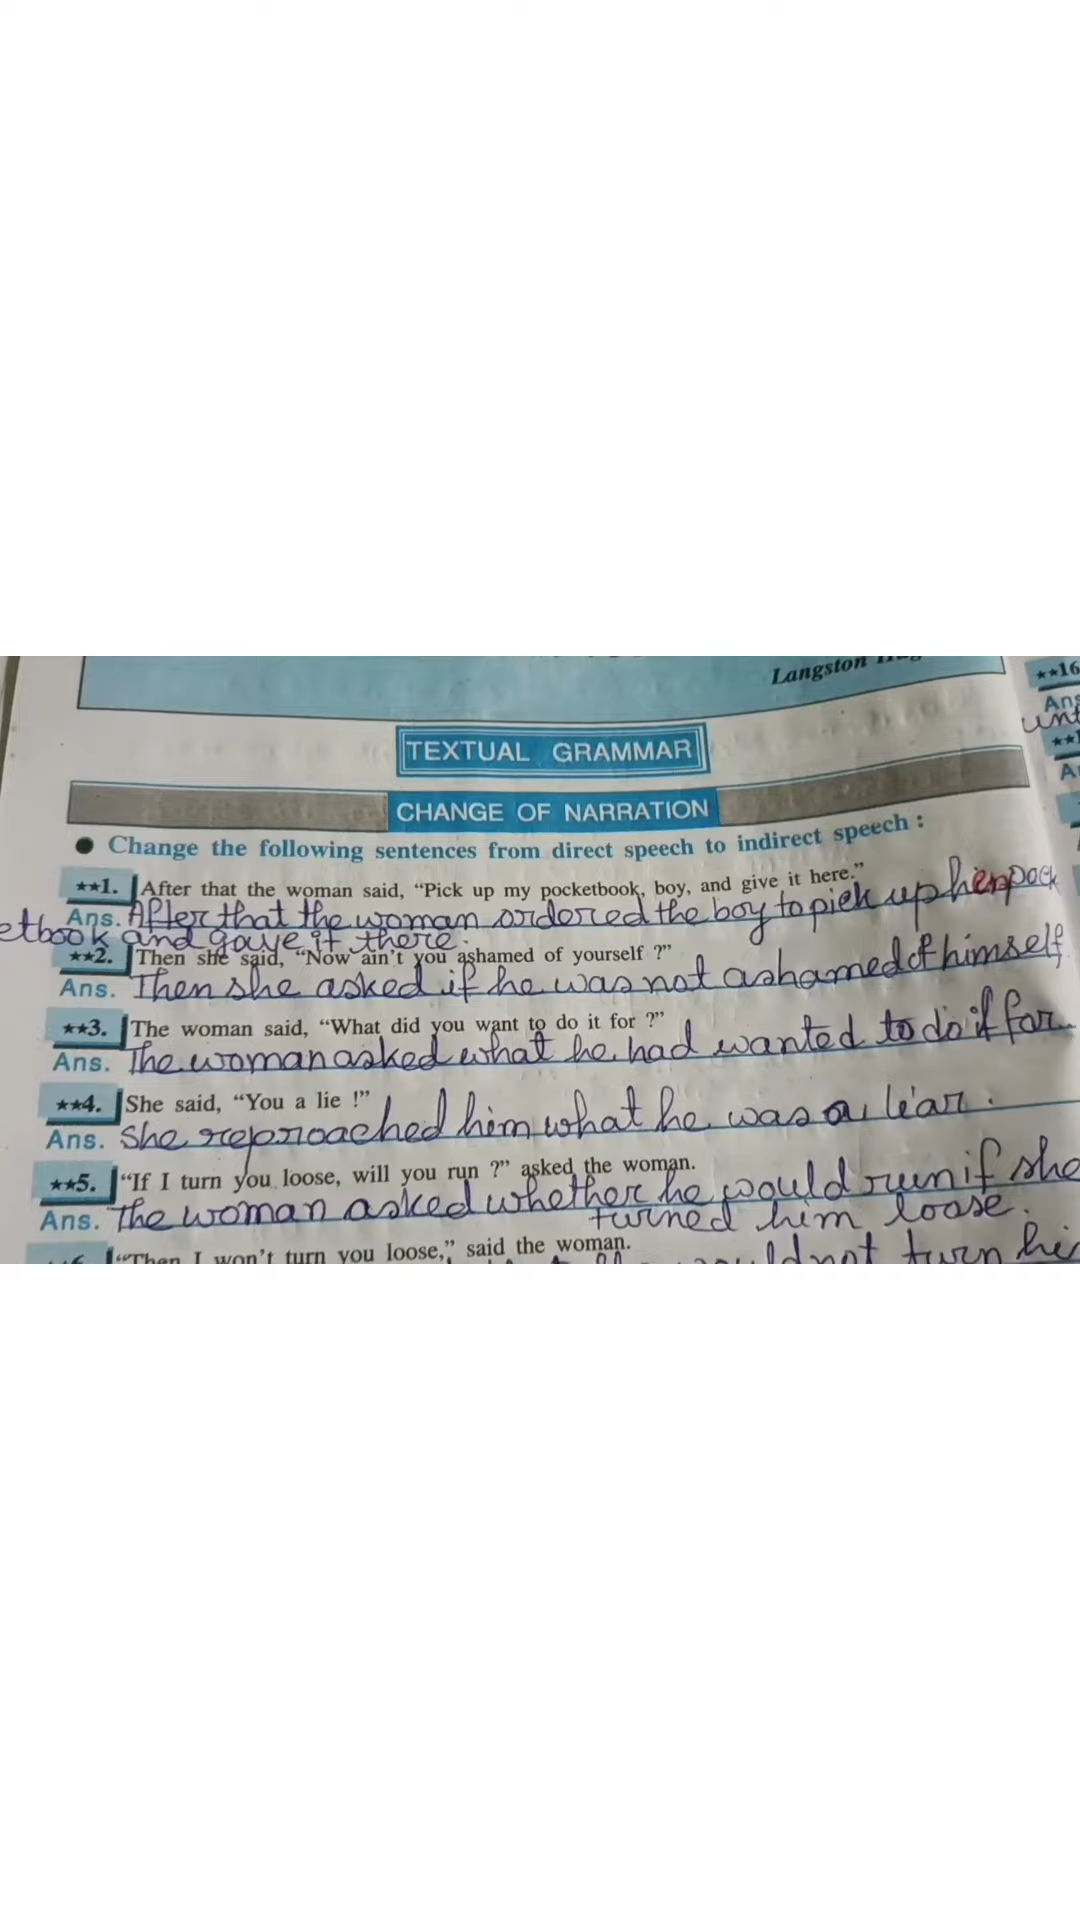 Langston
TEXTUAL GRAMMAR
CHANGE OF NARRATION
● Change the following sentences from direct speech to indirect speech :
★★1. After that the woman said, “Pick up my pocketbook, boy, and give it here.”
Ans. After that the woman ordered the boy to pick up her pock
etbook and gave it there.
★★2. Then she said, “Now ain't you ashamed of yourself ?”
Ans. Then she asked if he was not ashamed of himself
★★3. The woman said, “What did you want to do it for ?”
Ans. The woman asked what he had wanted to do it for
★★4. She said, “You a lie !”
Ans. She reproached him what he was a liar.
★★5. “If I turn you loose, will you run ?” asked the woman.
Ans. The woman asked whether he would run if she
turned him loose.
“Then I won't turn you loose,” said the woman.
not turn
★★16